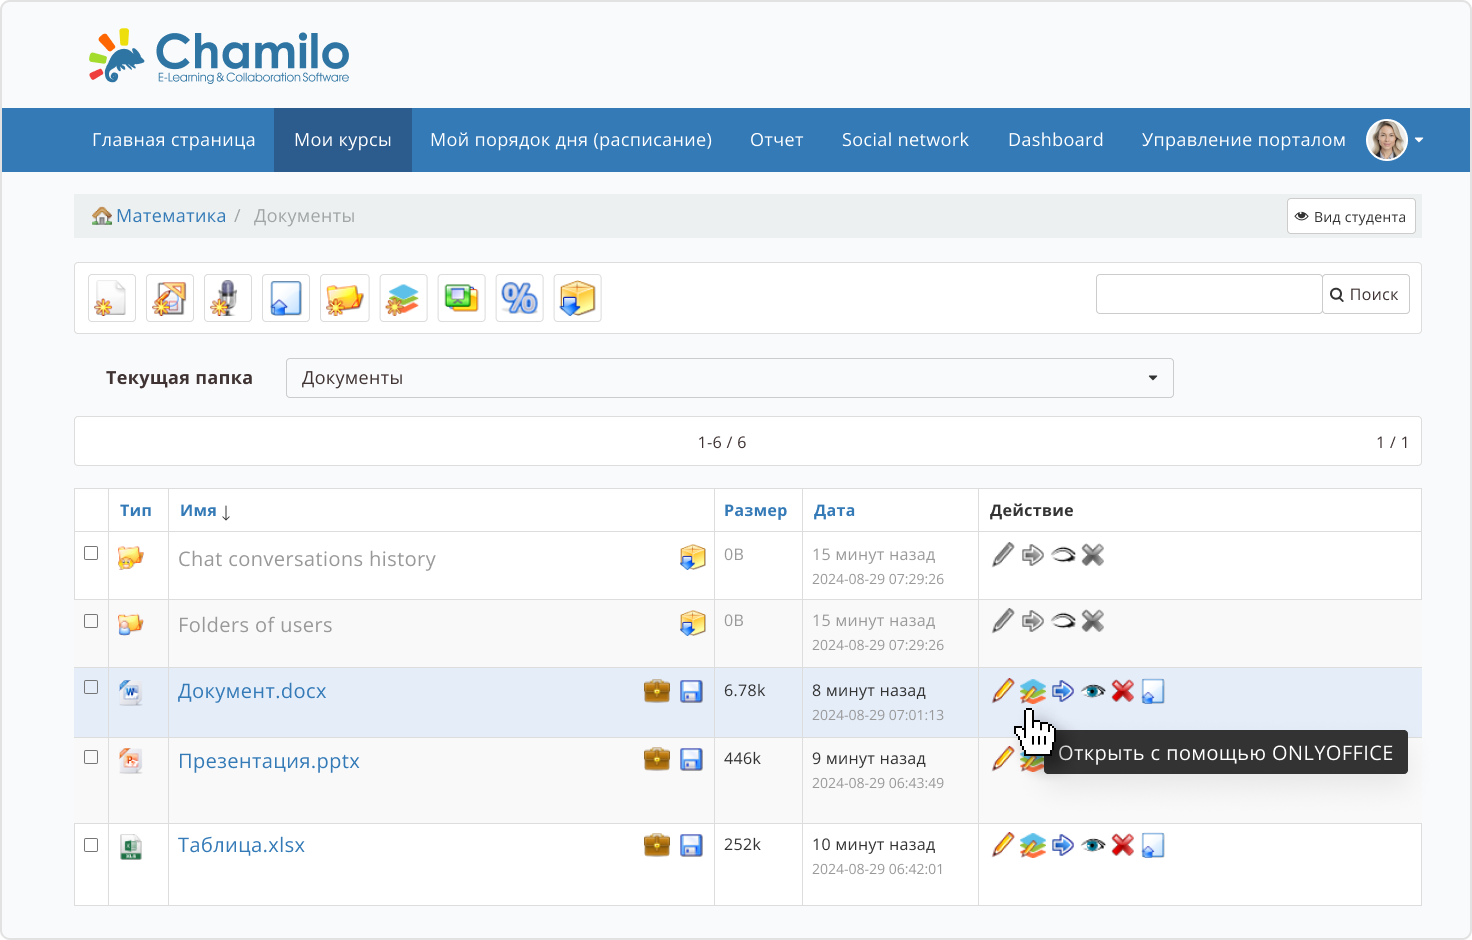 Chamilo
E-Learning & Collaboration Software
Главная страница Мои курсы Мой порядок дня (расписание) Отчет Social network Dashboard Управление порталом
Математика / Документы Вид студента
Поиск
Текущая папка Документы
1-6 / 6 1 / 1
Тип Имя ↓ Размер Дата Действие
Chat conversations history 0B 15 минут назад
2024-08-29 07:29:26
Folders of users 0B 15 минут назад
2024-08-29 07:29:26
Документ.docx 6.78k 8 минут назад
2024-08-29 07:01:13
Презентация.pptx 446k 9 минут назад
Открыть с помощью ONLYOFFICE
2024-08-29 06:43:49
Таблица.xlsx 252k 10 минут назад
2024-08-29 06:42:01